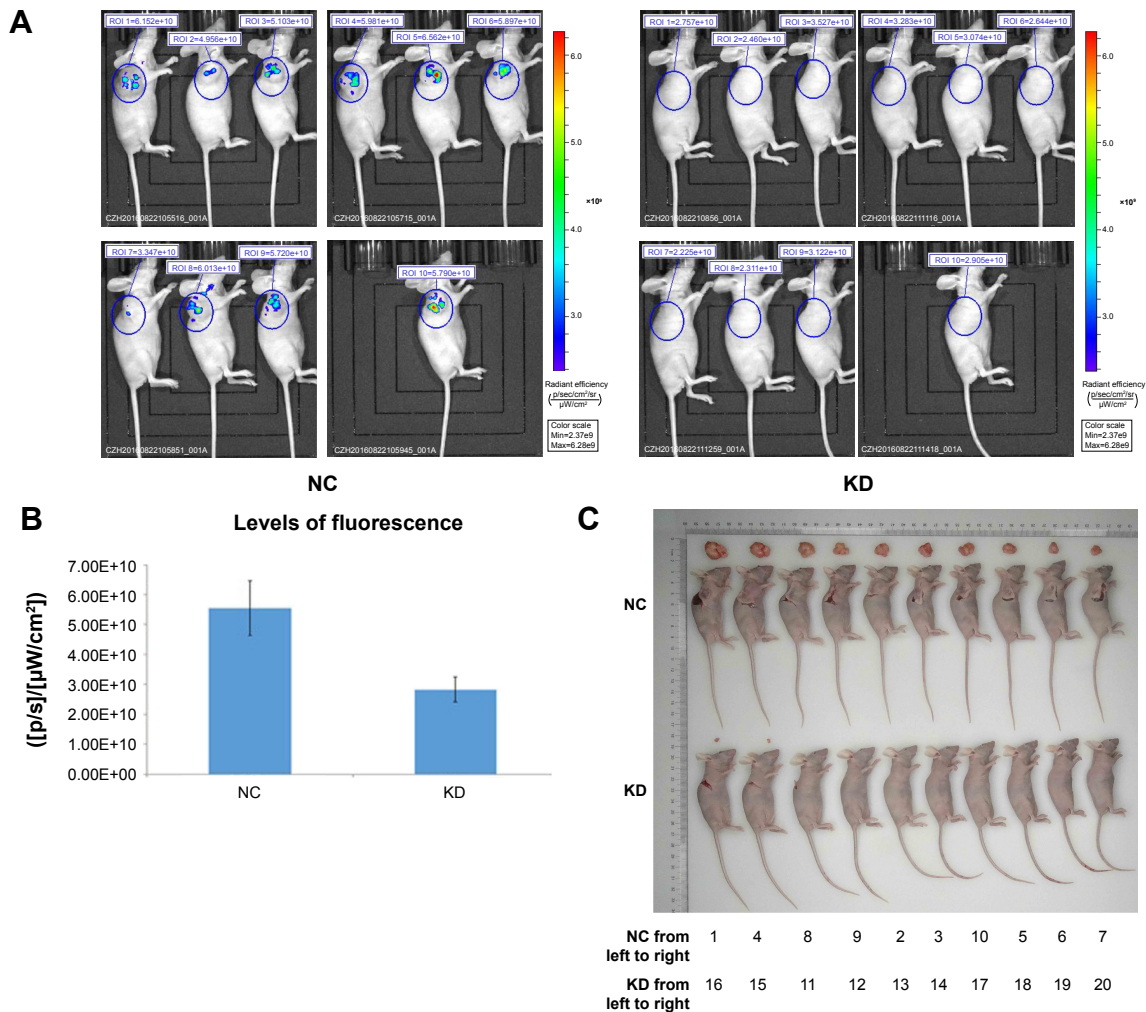 A
ROI 1=6.152e+10
ROI 2=4.956e+10
ROI 3=5.103e+10
CZH20160822105516_001A
ROI 4=5.981e+10
ROI 5=6.562e+10
ROI 6=5.897e+10
CZH20160822105715_001A
ROI 7=3.347e+10
ROI 8=6.013e+10
ROI 9=5.720e+10
CZH20160822105851_001A
ROI 10=5.790e+10
CZH20160822105945_001A
6.0
5.0
×10⁹
4.0
3.0
Radiant efficiency
(p/sec/cm²/sr
µW/cm²)
Color scale
Min=2.37e9
Max=6.28e9
NC
ROI 1=2.757e+10
ROI 2=2.460e+10
ROI 3=3.527e+10
CZH20160822110856_001A
ROI 4=3.283e+10
ROI 5=3.074e+10
ROI 6=2.644e+10
CZH20160822111116_001A
ROI 7=2.225e+10
ROI 8=2.311e+10
ROI 9=3.122e+10
CZH20160822111259_001A
ROI 10=2.905e+10
CZH20160822111418_001A
6.0
5.0
×10⁹
4.0
3.0
Radiant efficiency
(p/sec/cm²/sr
µW/cm²)
Color scale
Min=2.37e9
Max=6.28e9
KD
B
Levels of fluorescence
([p/s]/[µW/cm²])
7.00E+10
6.00E+10
5.00E+10
4.00E+10
3.00E+10
2.00E+10
1.00E+10
0.00E+00
NC KD
C
NC
KD
NC from
left to right
1 4 8 9 2 3 10 5 6 7
KD from
left to right
16 15 11 12 13 14 17 18 19 20